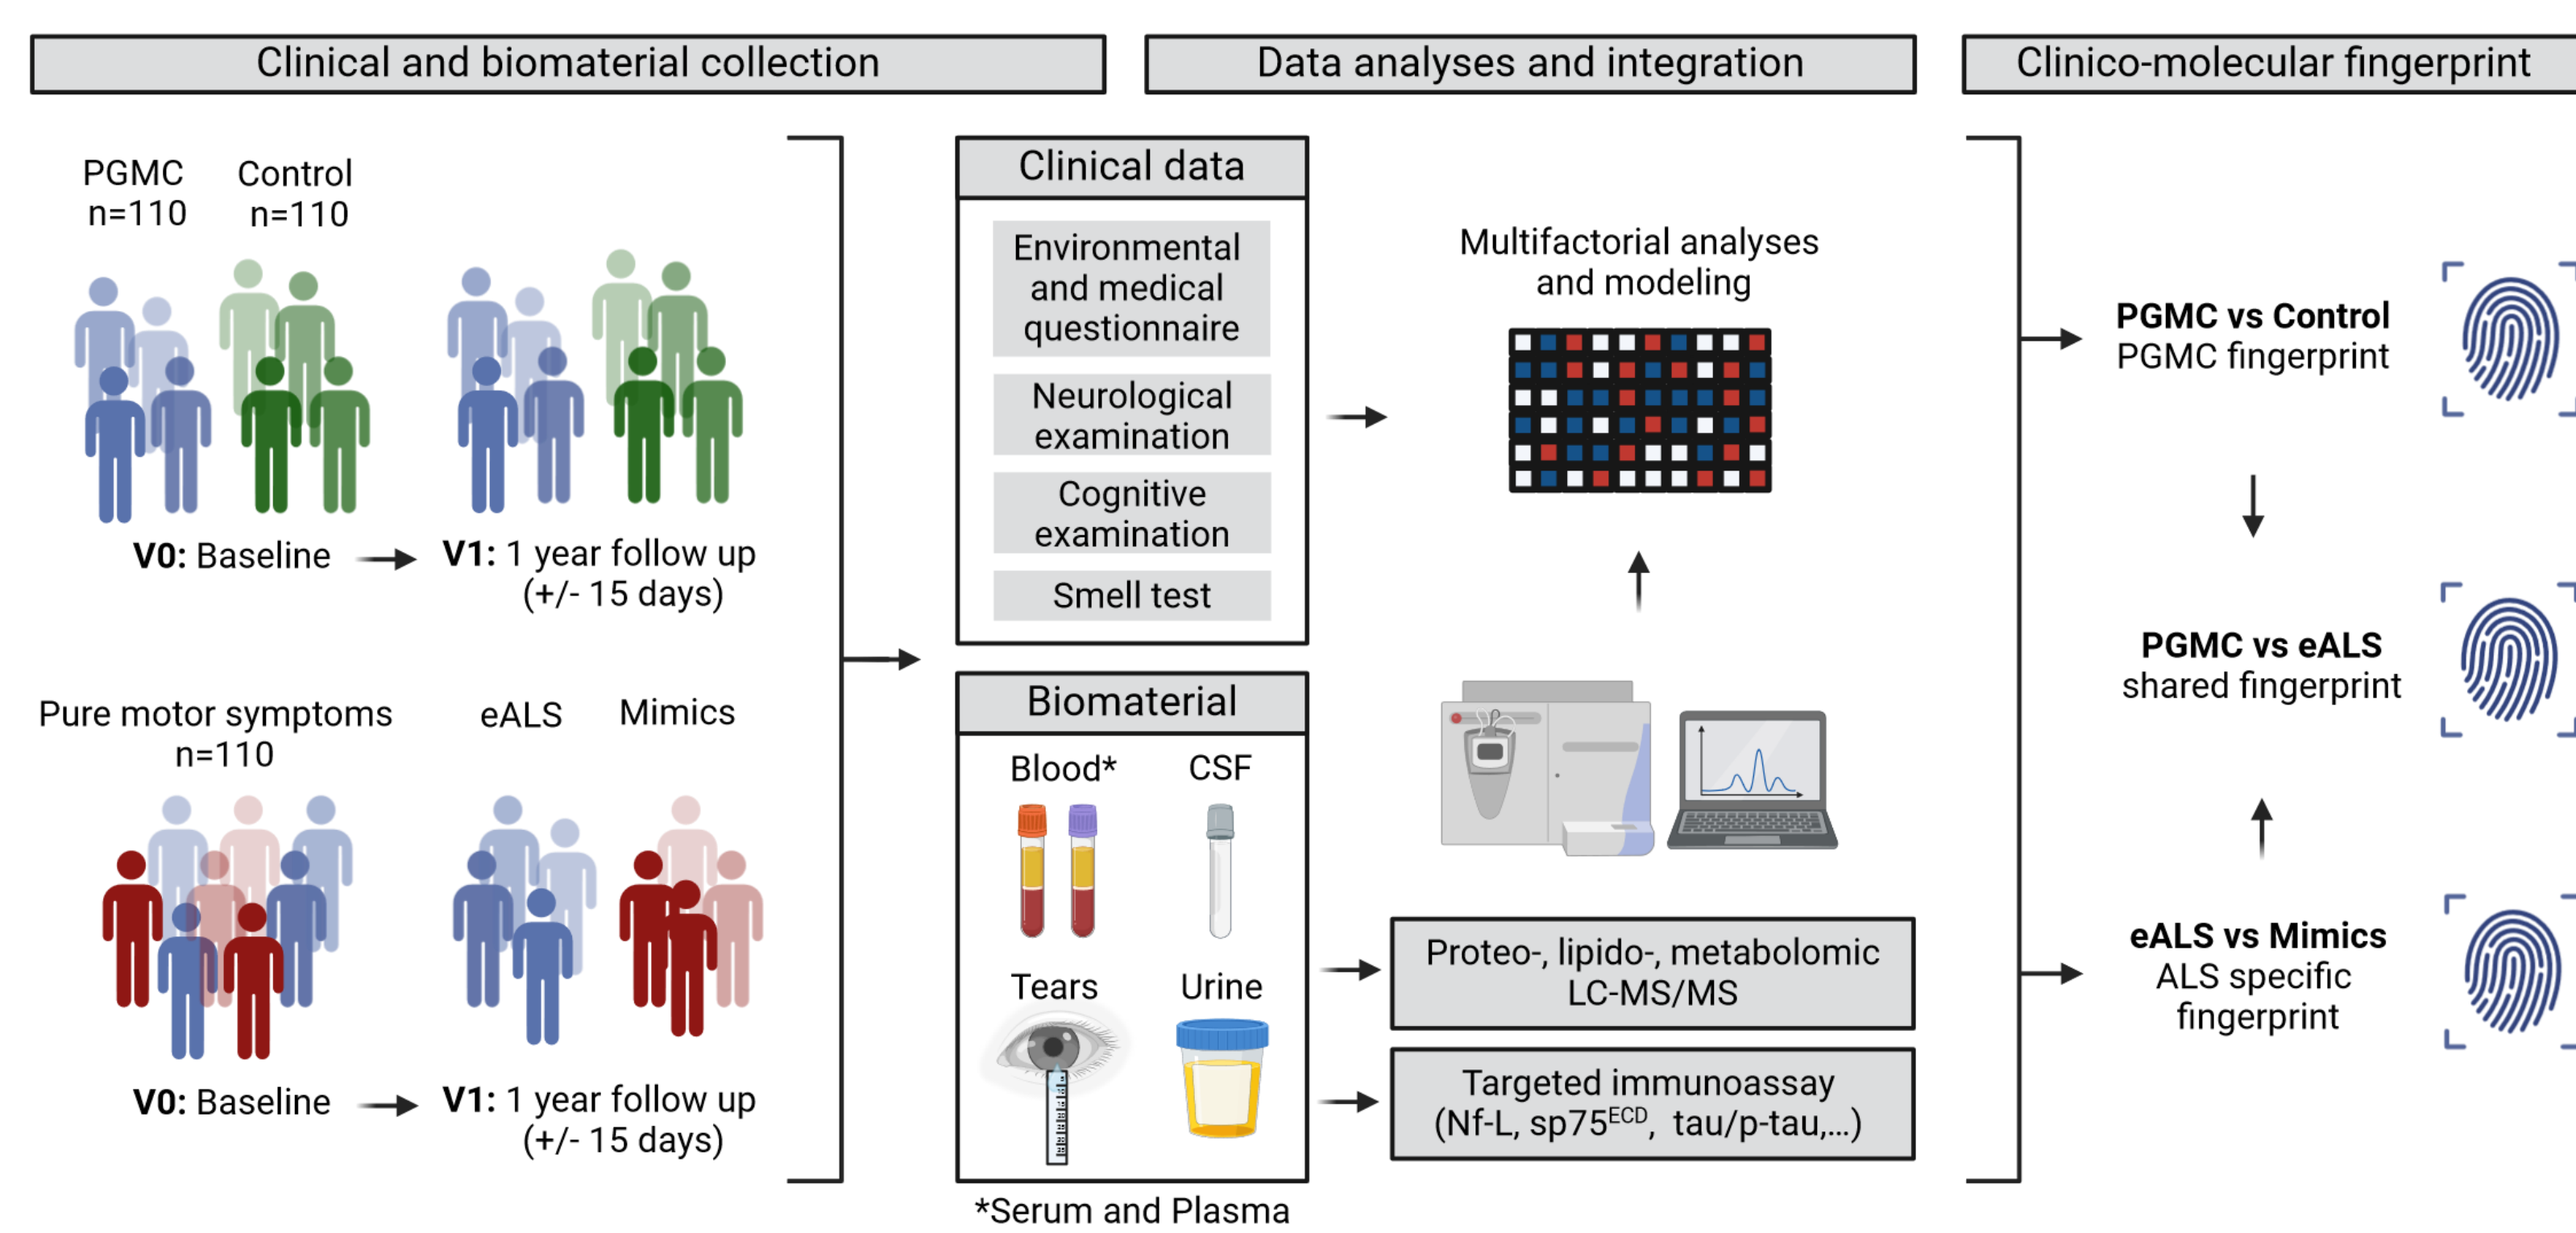 Clinical and biomaterial collection
Data analyses and integration
Clinico-molecular fingerprint
PGMC
n=110
Control
n=110
V0: Baseline
V1: 1 year follow up
(+/- 15 days)
Pure motor symptoms
n=110
eALS
Mimics
V0: Baseline
V1: 1 year follow up
(+/- 15 days)
Clinical data
Environmental
and medical
questionnaire
Neurological
examination
Cognitive
examination
Smell test
Biomaterial
Blood*
CSF
Tears
Urine
*Serum and Plasma
Multifactorial analyses
and modeling
Proteo-, lipido-, metabolomic
LC-MS/MS
Targeted immunoassay
(Nf-L, sp75ᴱᶜᴰ, tau/p-tau,...)
PGMC vs Control
PGMC fingerprint
PGMC vs eALS
shared fingerprint
eALS vs Mimics
ALS specific
fingerprint